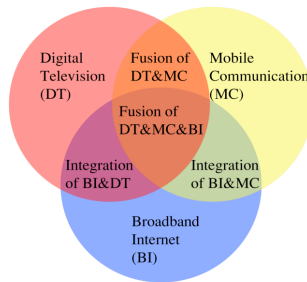 Digital
Television
(DT)
Fusion of
DT&MC
Mobile
Communication
(MC)
Fusion of
DT&MC&BI
Integration
of BI&DT
Integration
of BI&MC
Broadband
Internet
(BI)